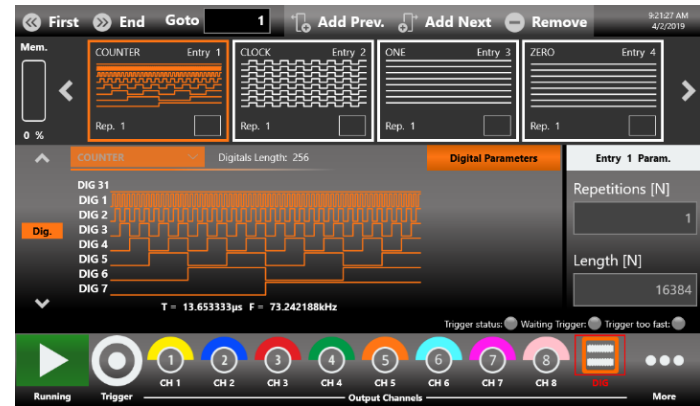 First End Goto 1 Add Prev. Add Next Remove 9:21:27 AM
4/2/2019
Mem.
0 %
COUNTER Entry 1
Rep. 1
CLOCK Entry 2
Rep. 1
ONE Entry 3
Rep. 1
ZERO Entry 4
Rep. 1
COUNTER Digitals Length: 256 Digital Parameters Entry 1 Param.
Dig.
DIG 31
DIG 1
DIG 2
DIG 3
DIG 4
DIG 5
DIG 6
DIG 7
T = 13.653333µs F = 73.242188kHz
Repetitions [N]
1
Length [N]
16384
Trigger status: Waiting Trigger: Trigger too fast:
1 2 3 4 5 6 7 8
Running Trigger CH 1 CH 2 CH 3 CH 4 CH 5 CH 6 CH 7 CH 8 DIG More
Output Channels